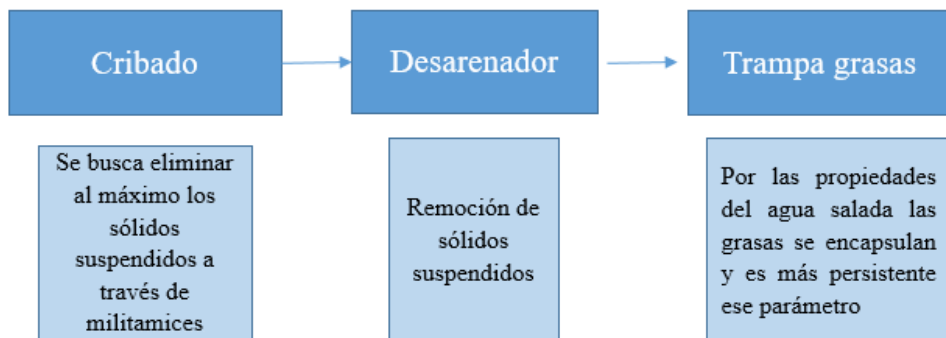 Cribado
Desarenador
Trampa grasas
Se busca eliminar
al máximo los
sólidos
suspendidos a
través de
militamices
Remoción de
sólidos
suspendidos
Por las propiedades
del agua salada las
grasas se encapsulan
y es más persistente
ese parámetro